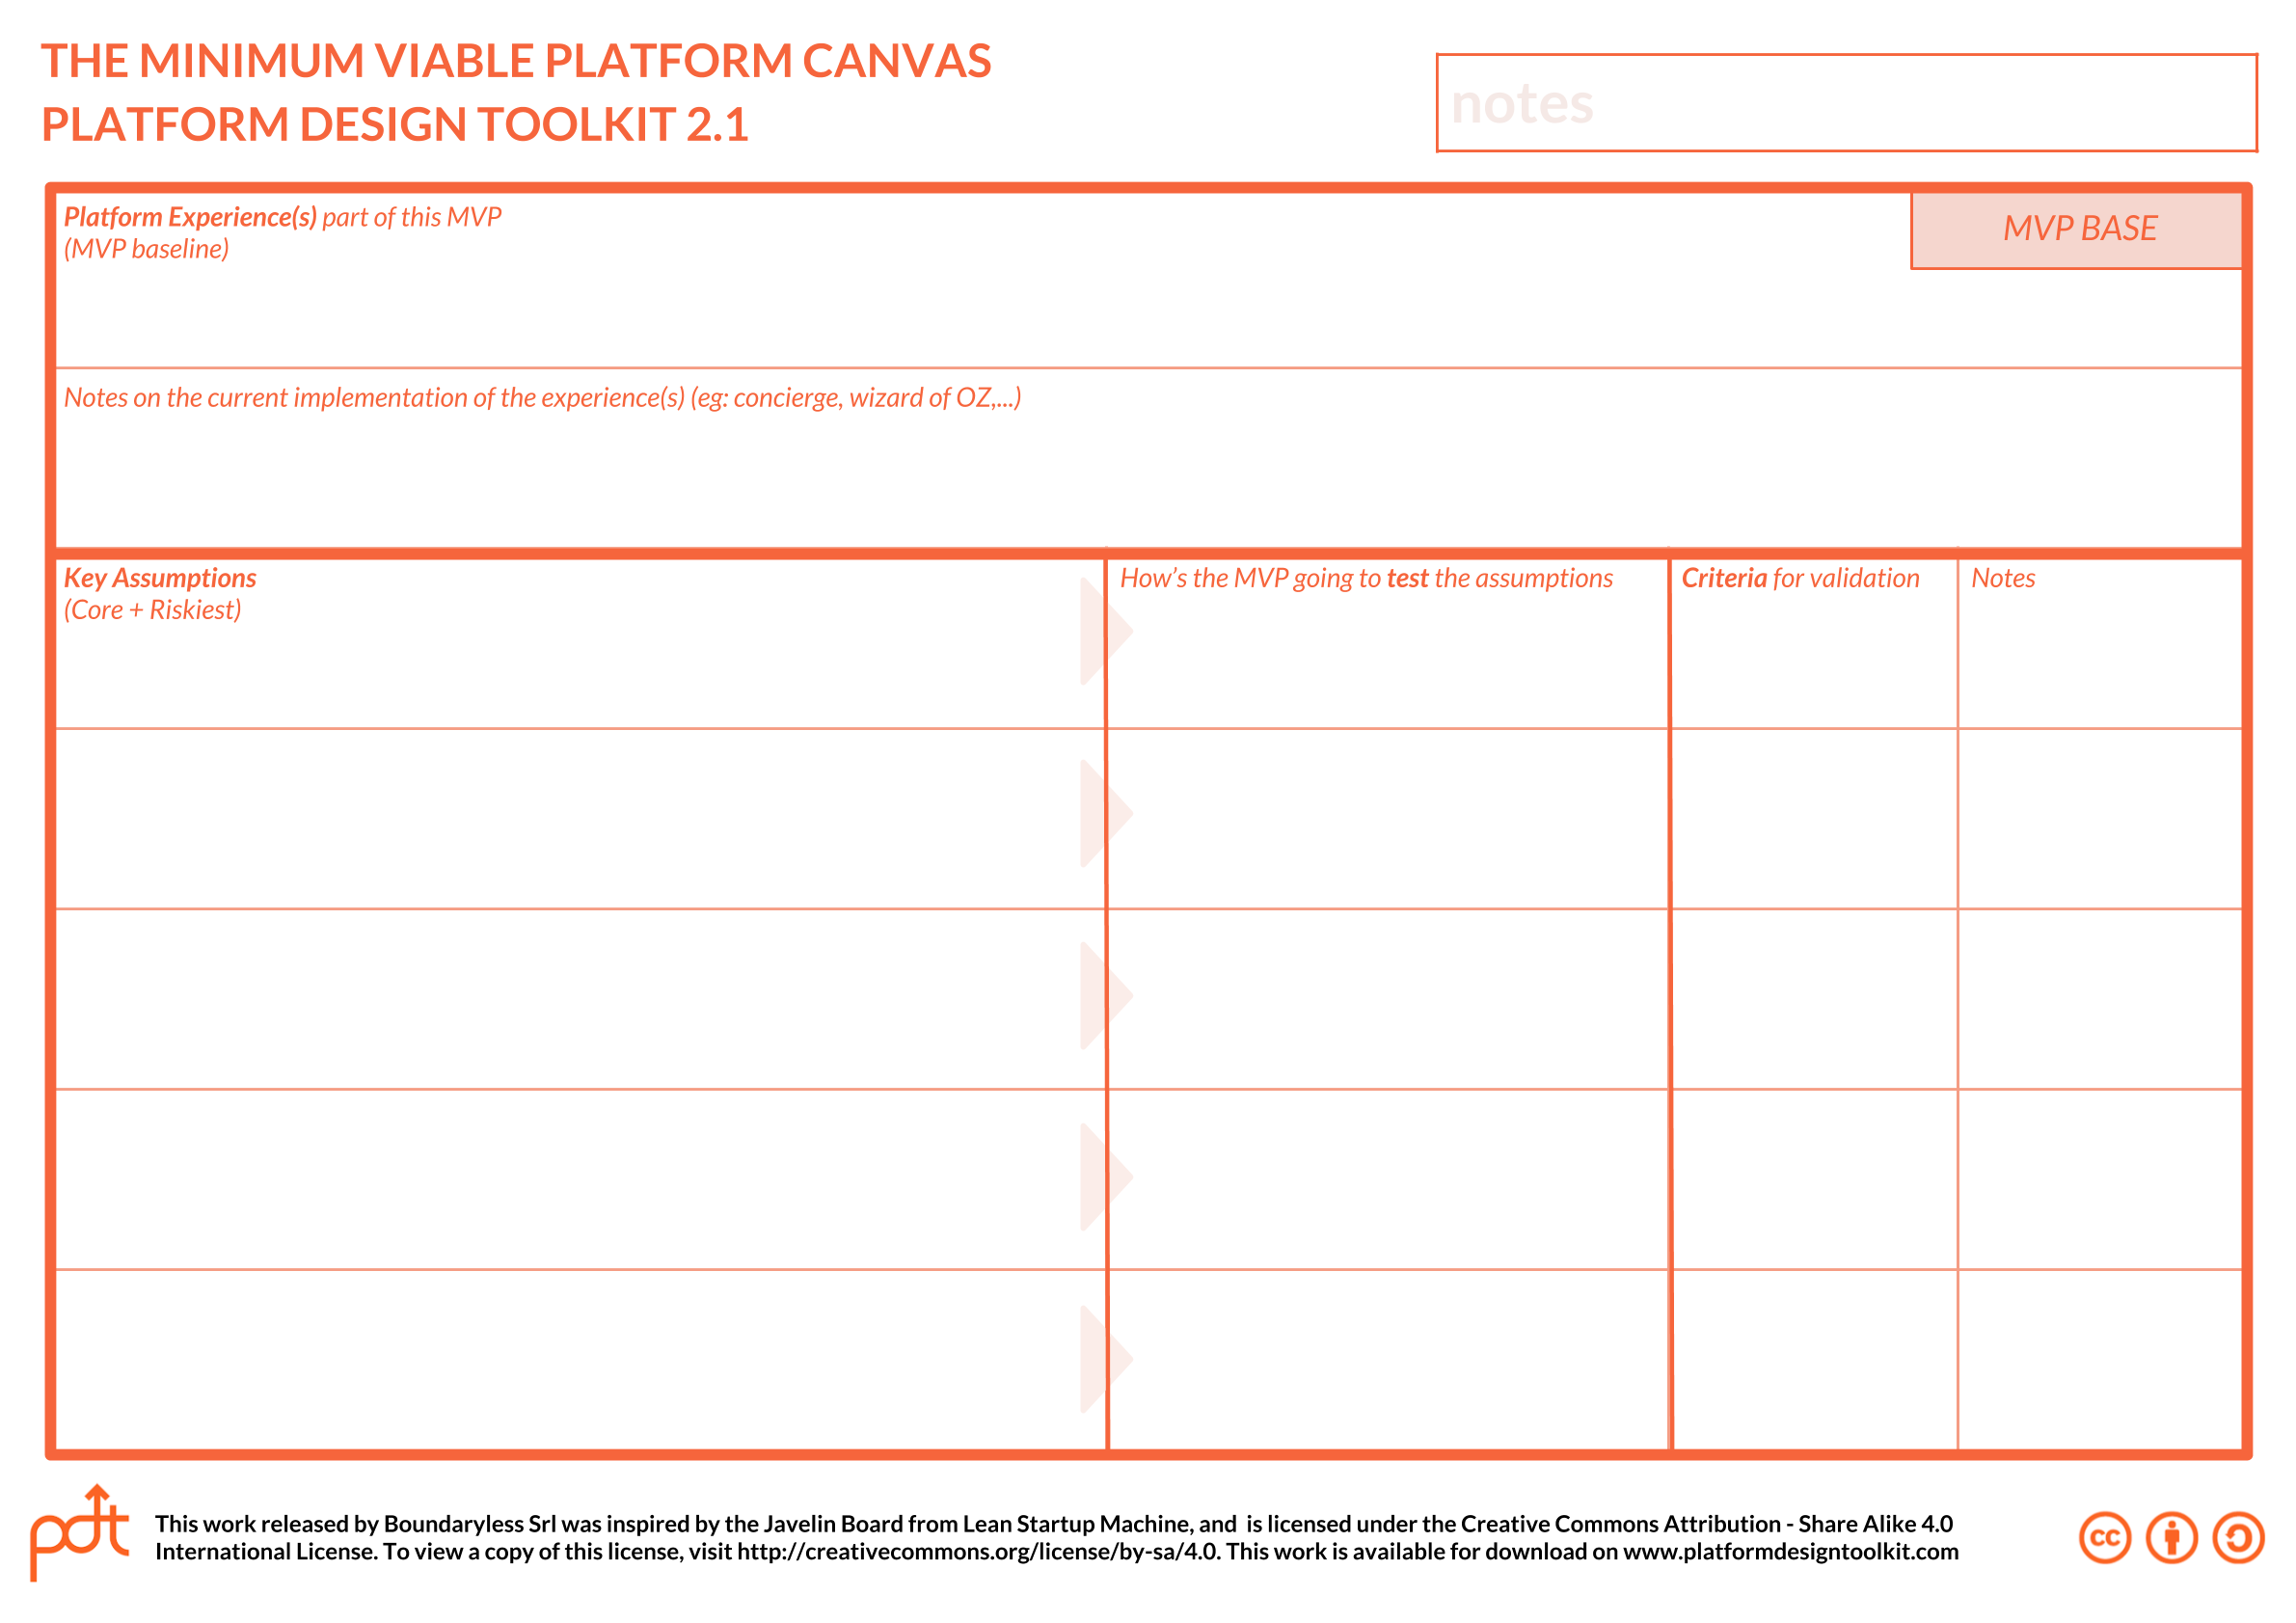 THE MINIMUM VIABLE PLATFORM CANVAS
PLATFORM DESIGN TOOLKIT 2.1
notes
Platform Experience(s) part of this MVP
(MVP baseline)
MVP BASE
Notes on the current implementation of the experience(s) (eg: concierge, wizard of OZ,...)
Key Assumptions
(Core + Riskiest)
How’s the MVP going to test the assumptions
Criteria for validation
Notes
pdt
This work released by Boundaryless Srl was inspired by the Javelin Board from Lean Startup Machine, and  is licensed under the Creative Commons Attribution - Share Alike 4.0
International License. To view a copy of this license, visit http://creativecommons.org/license/by-sa/4.0. This work is available for download on www.platformdesigntoolkit.com
cc